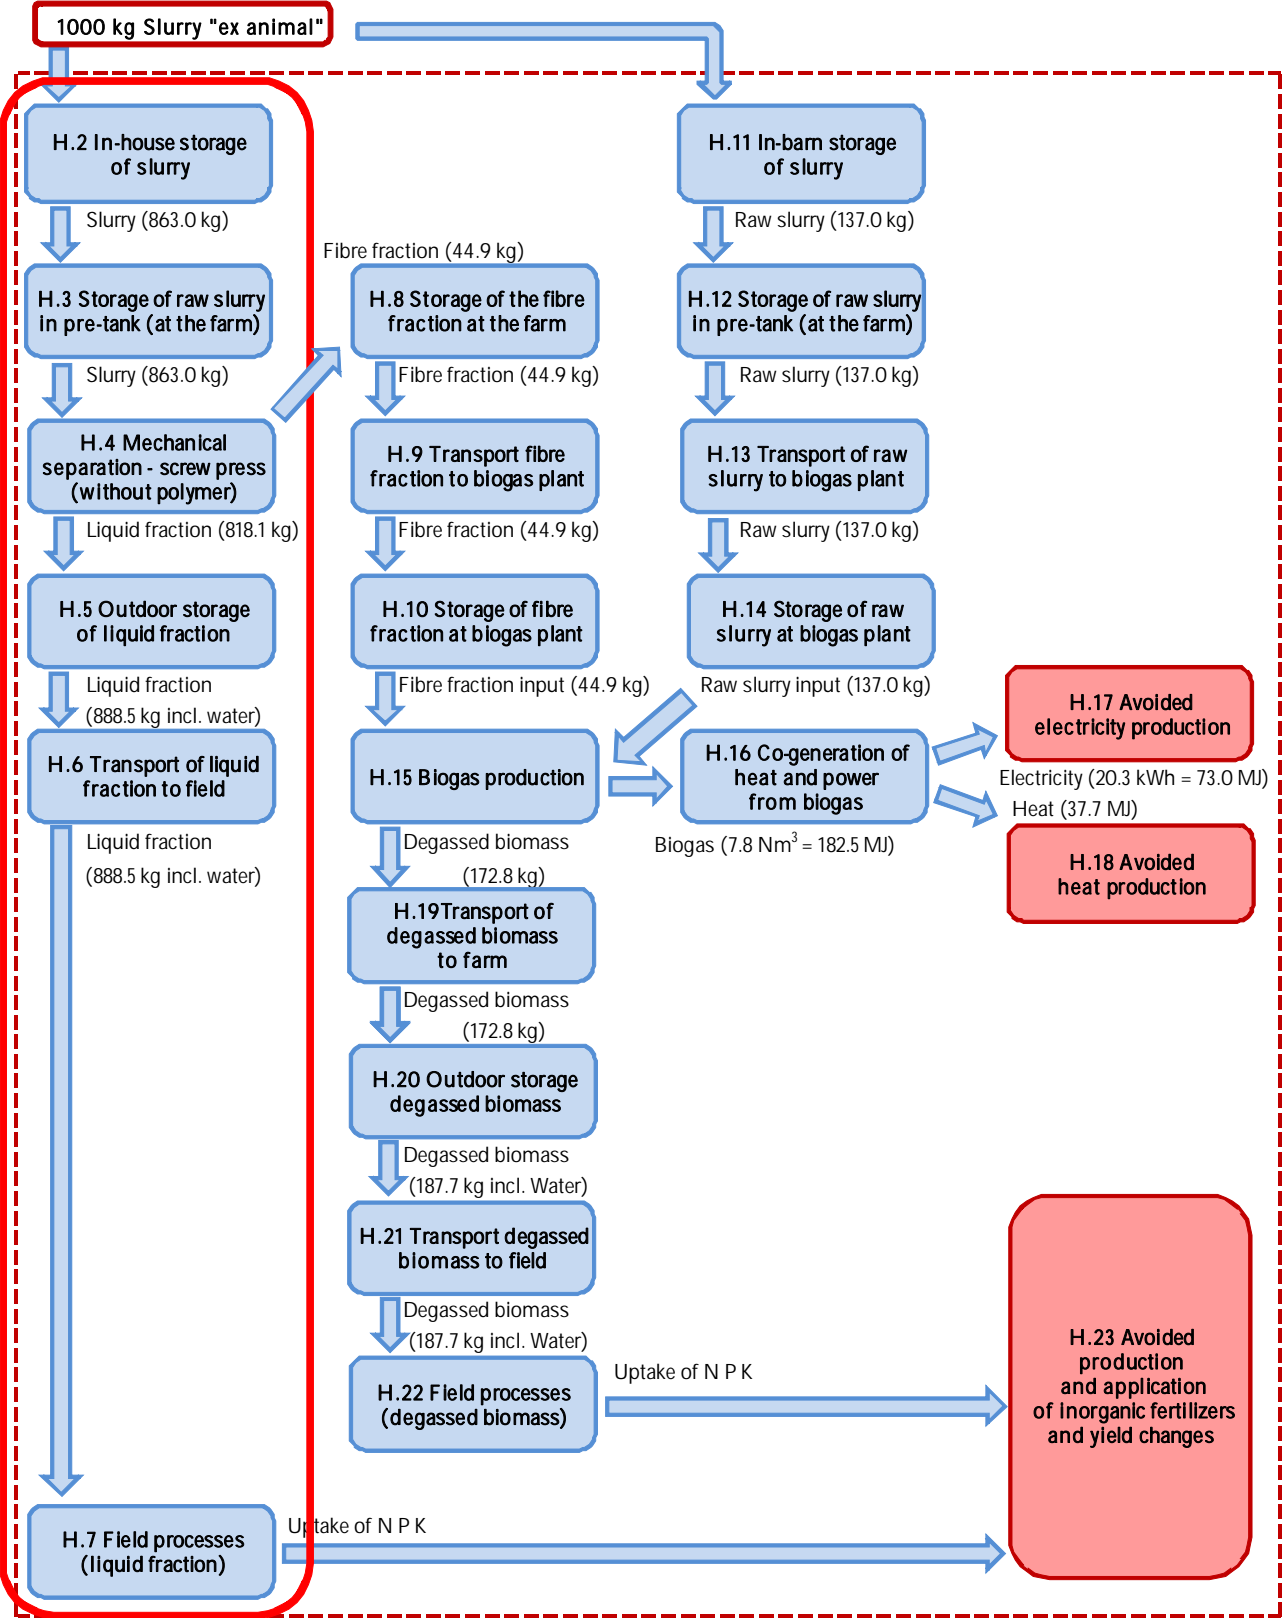 1000 kg Slurry "ex animal"
H.2 In-house storage
of slurry
Slurry (863.0 kg)
H.3 Storage of raw slurry
in pre-tank (at the farm)
Slurry (863.0 kg)
H.4 Mechanical
separation - screw press
(without polymer)
Liquid fraction (818.1 kg)
H.5 Outdoor storage
of liquid fraction
Liquid fraction
(888.5 kg incl. water)
H.6 Transport of liquid
fraction to field
Liquid fraction
(888.5 kg incl. water)
H.7 Field processes
(liquid fraction)
Uptake of N P K
Fibre fraction (44.9 kg)
H.8 Storage of the fibre
fraction at the farm
Fibre fraction (44.9 kg)
H.9 Transport fibre
fraction to biogas plant
Fibre fraction (44.9 kg)
H.10 Storage of fibre
fraction at biogas plant
Fibre fraction input (44.9 kg)
H.11 In-barn storage
of slurry
Raw slurry (137.0 kg)
H.12 Storage of raw slurry
in pre-tank (at the farm)
Raw slurry (137.0 kg)
H.13 Transport of raw
slurry to biogas plant
Raw slurry (137.0 kg)
H.14 Storage of raw
slurry at biogas plant
Raw slurry input (137.0 kg)
H.15 Biogas production
H.16 Co-generation of
heat and power
from biogas
Biogas (7.8 Nm³ = 182.5 MJ)
H.17 Avoided
electricity production
Electricity (20.3 kWh = 73.0 MJ)
Heat (37.7 MJ)
H.18 Avoided
heat production
Degassed biomass
(172.8 kg)
H.19Transport of
degassed biomass
to farm
Degassed biomass
(172.8 kg)
H.20 Outdoor storage
degassed biomass
Degassed biomass
(187.7 kg incl. Water)
H.21 Transport degassed
biomass to field
Degassed biomass
(187.7 kg incl. Water)
H.22 Field processes
(degassed biomass)
Uptake of N P K
H.23 Avoided
production
and application
of inorganic fertilizers
and yield changes